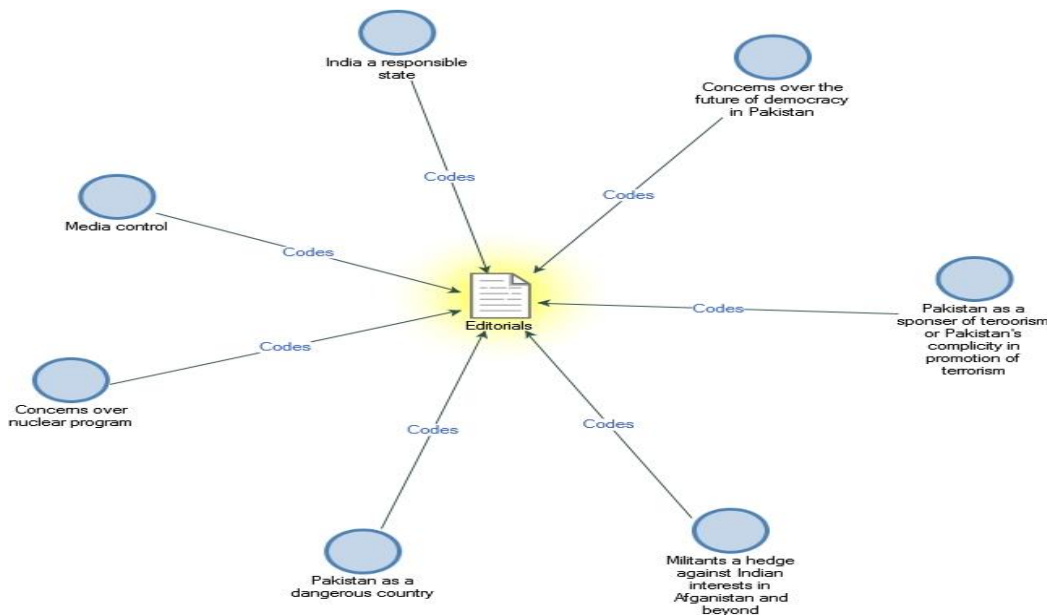 India a responsible
state
Concerns over the
future of democracy
in Pakistan
Codes
Codes
Media control
Codes
Editorials
Codes
Pakistan as a
sponser of teroorism
or Pakistan's
complicity in
promotion of
terrorism
Codes
Concerns over
nuclear program
Codes
Codes
Pakistan as a
dangerous country
Militants a hedge
against Indian
interests in
Afganistan and
beyond